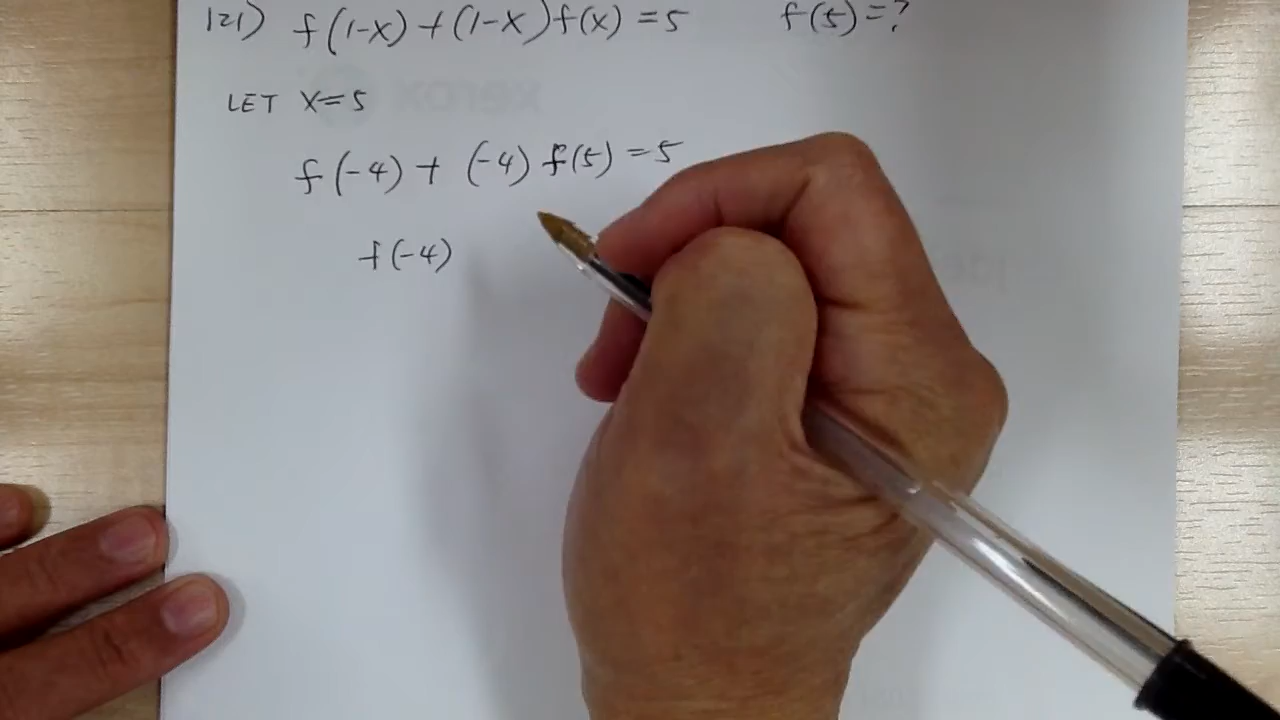 121) f(1-x)+(1-x)f(x)=5 f(5)=?
LET x=5
f(-4)+(-4)f(5)=5
f(-4)